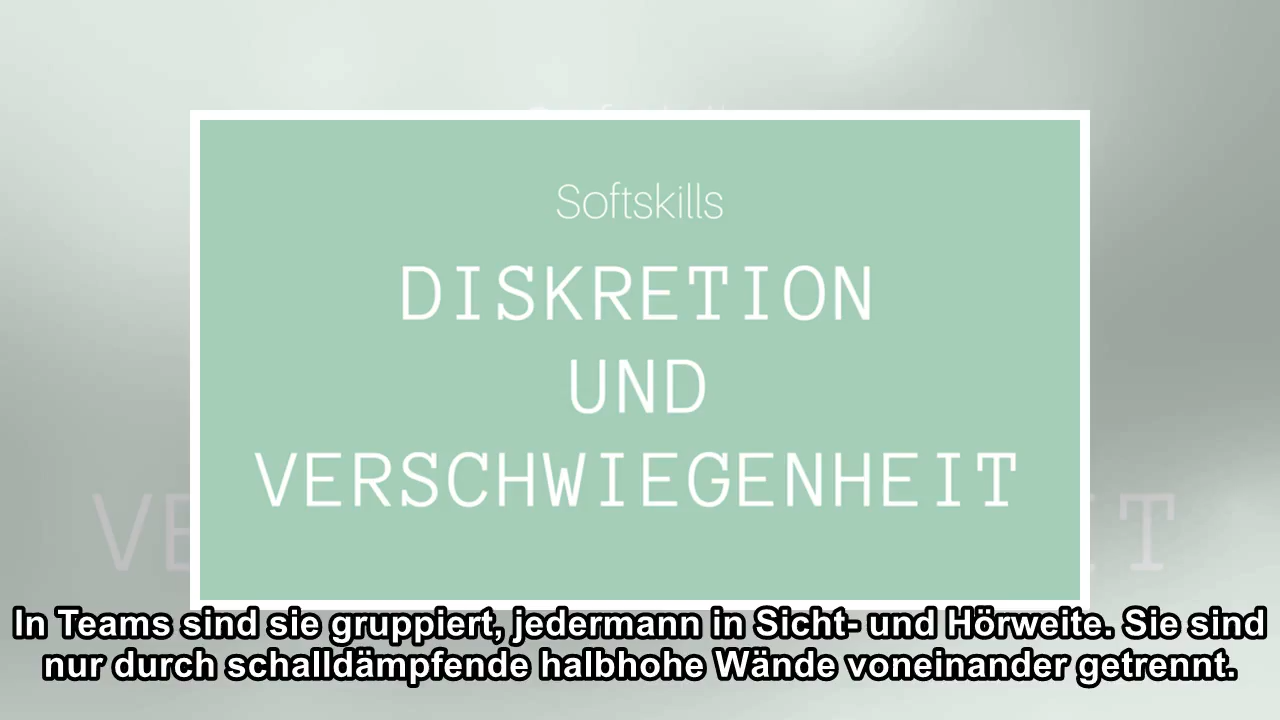 Softskills
DISKRETION
UND
VERSCHWIEGENHEIT
In Teams sind sie gruppiert, jedermann in Sicht- und Hörweite. Sie sind
nur durch schalldämpfende halbhohe Wände voneinander getrennt.